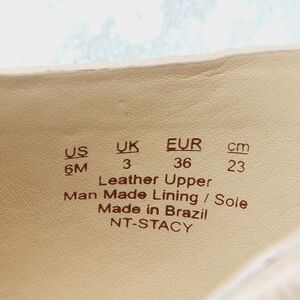 US UK EUR cm
6M 3 36 23
Leather Upper
Man Made Lining / Sole
Made in Brazil
NT-STACY